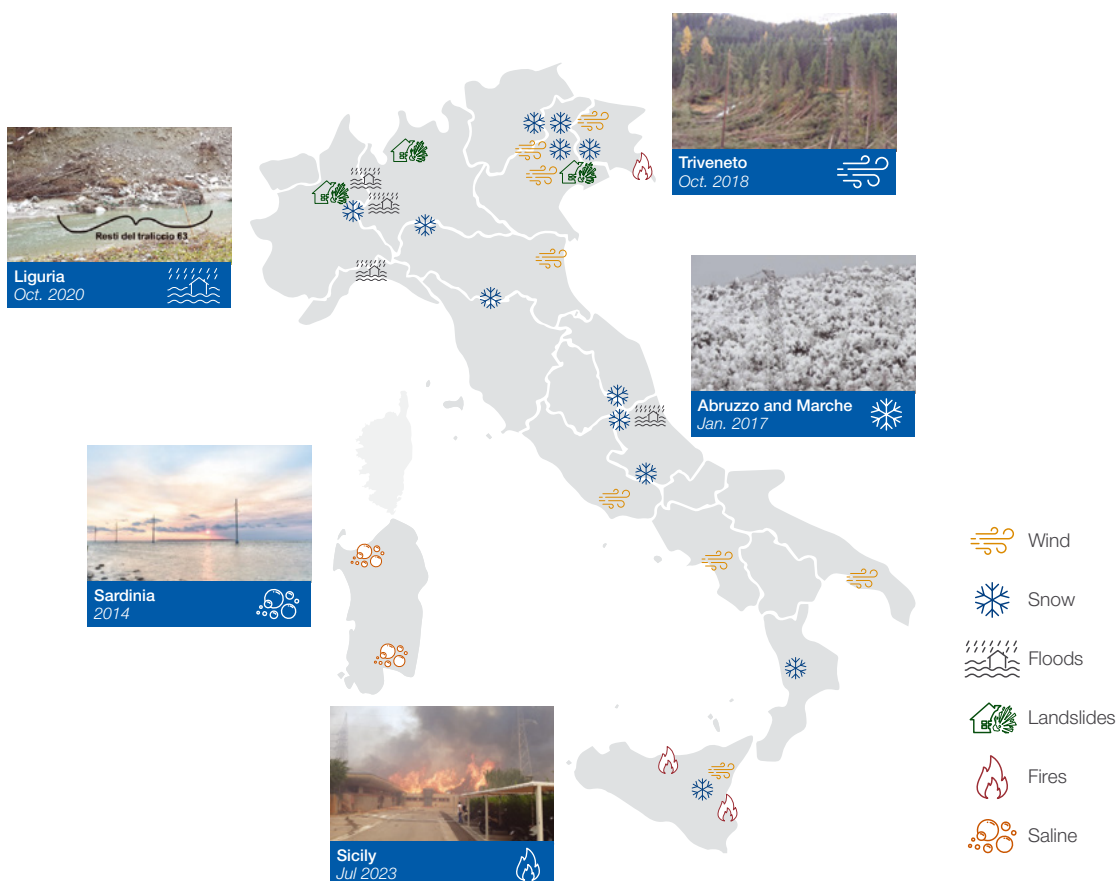 Triveneto
Oct. 2018
Resti del traliccio 63
Liguria
Oct. 2020
Abruzzo and Marche
Jan. 2017
Sardinia
2014
Sicily
Jul 2023
Wind
Snow
Floods
Landslides
Fires
Saline